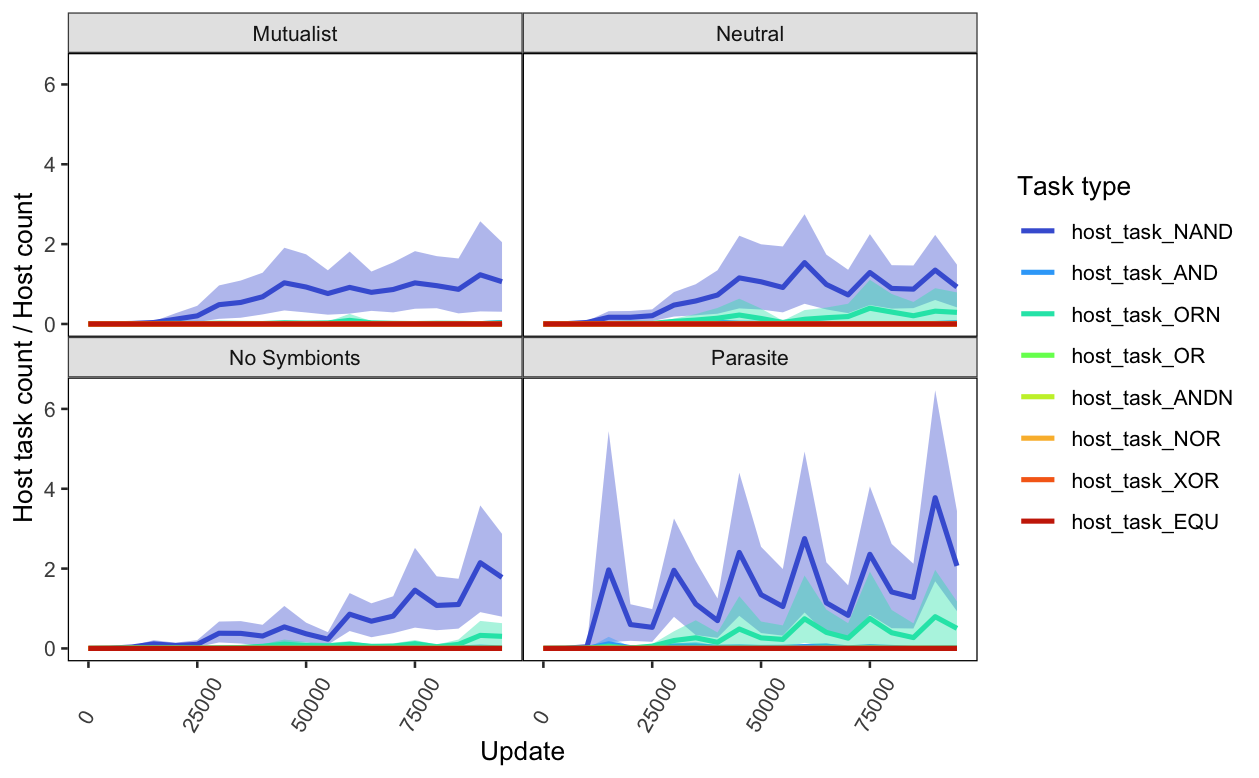 Mutualist
Neutral
6
4
2
0
No Symbionts
Parasite
6
4
2
0
0
25000
50000
75000
0
25000
50000
75000
Update
Host task count / Host count
Task type
host_task_NAND
host_task_AND
host_task_ORN
host_task_OR
host_task_ANDN
host_task_NOR
host_task_XOR
host_task_EQU